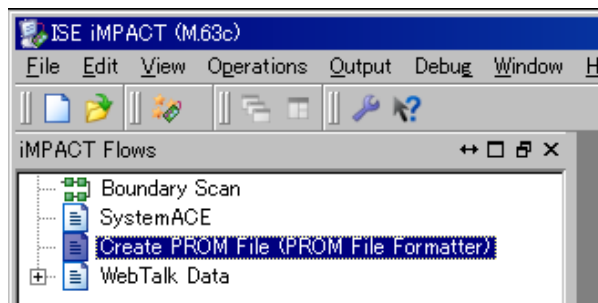 ISE iMPACT (M.63c)
File Edit View Operations Output Debug Window H
iMPACT Flows
Boundary Scan
SystemACE
Create PROM File (PROM File Formatter)
WebTalk Data